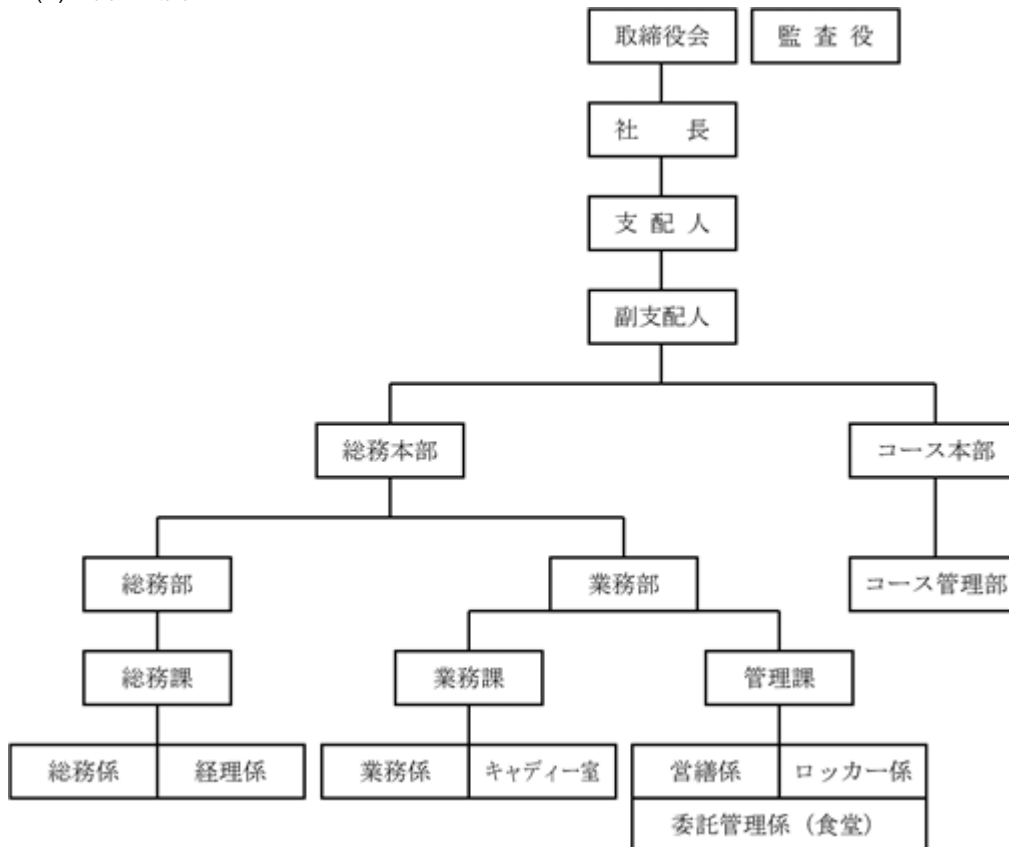 取締役会 監査役
社長
支配人
副支配人
総務本部 コース本部
総務部 業務部 コース管理部
総務課 業務課 管理課
総務係 経理係 業務係 キャディー室 営繕係 ロッカー係
委託管理係（食堂）